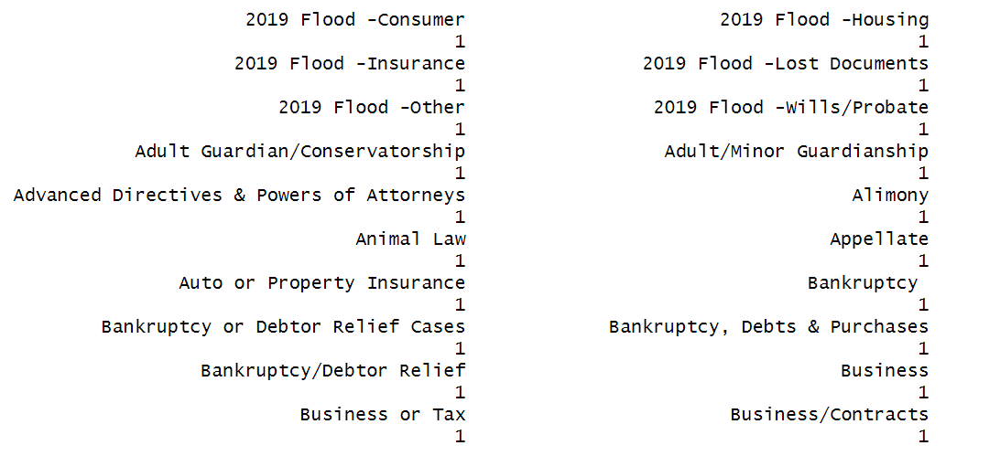 2019 Flood -Consumer 2019 Flood -Housing
1 1
2019 Flood -Insurance 2019 Flood -Lost Documents
1 1
2019 Flood -Other 2019 Flood -Wills/Probate
1 1
Adult Guardian/Conservatorship Adult/Minor Guardianship
1 1
Advanced Directives & Powers of Attorneys Alimony
1 1
Animal Law Appellate
1 1
Auto or Property Insurance Bankruptcy
1 1
Bankruptcy or Debtor Relief Cases Bankruptcy, Debts & Purchases
1 1
Bankruptcy/Debtor Relief Business
1 1
Business or Tax Business/Contracts
1 1